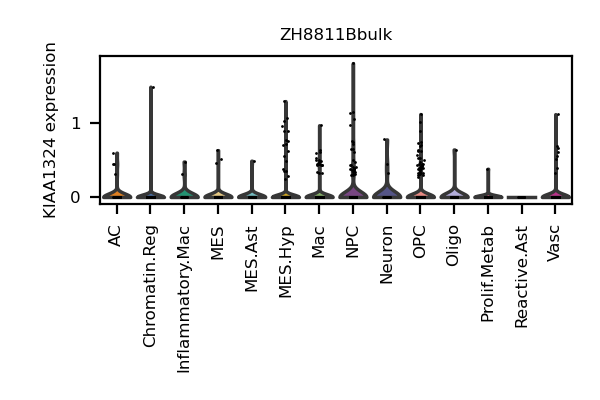 ZH8811Bbulk
KIAA1324 expression
1
0
AC
Chromatin.Reg
Inflammatory.Mac
MES
MES.Ast
MES.Hyp
Mac
NPC
Neuron
OPC
Oligo
Prolif.Metab
Reactive.Ast
Vasc